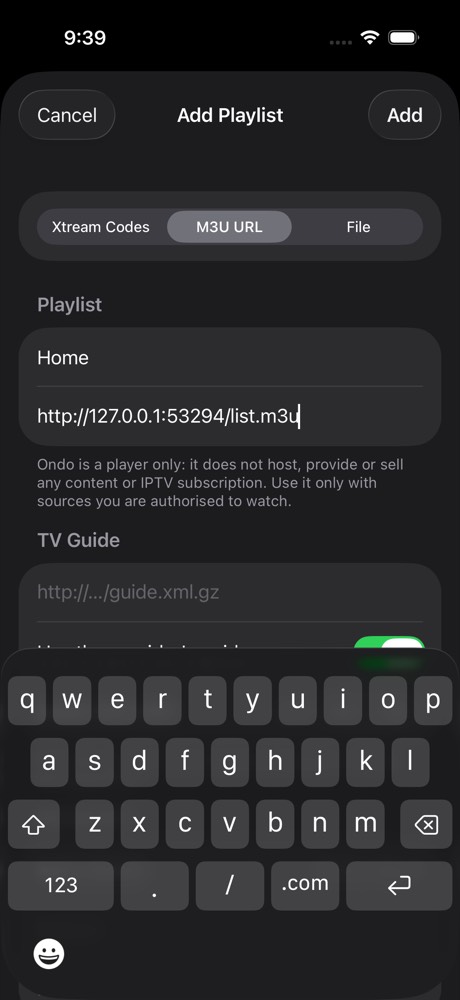 9:39
Cancel
Add Playlist
Add
Xtream Codes
M3U URL
File
Playlist
Home
http://127.0.0.1:53294/list.m3u
Ondo is a player only: it does not host, provide or sell
any content or IPTV subscription. Use it only with
sources you are authorised to watch.
TV Guide
http://.../guide.xml.gz
q w e r t y u i o p
a s d f g h j k l
z x c v b n m
123 . / .com